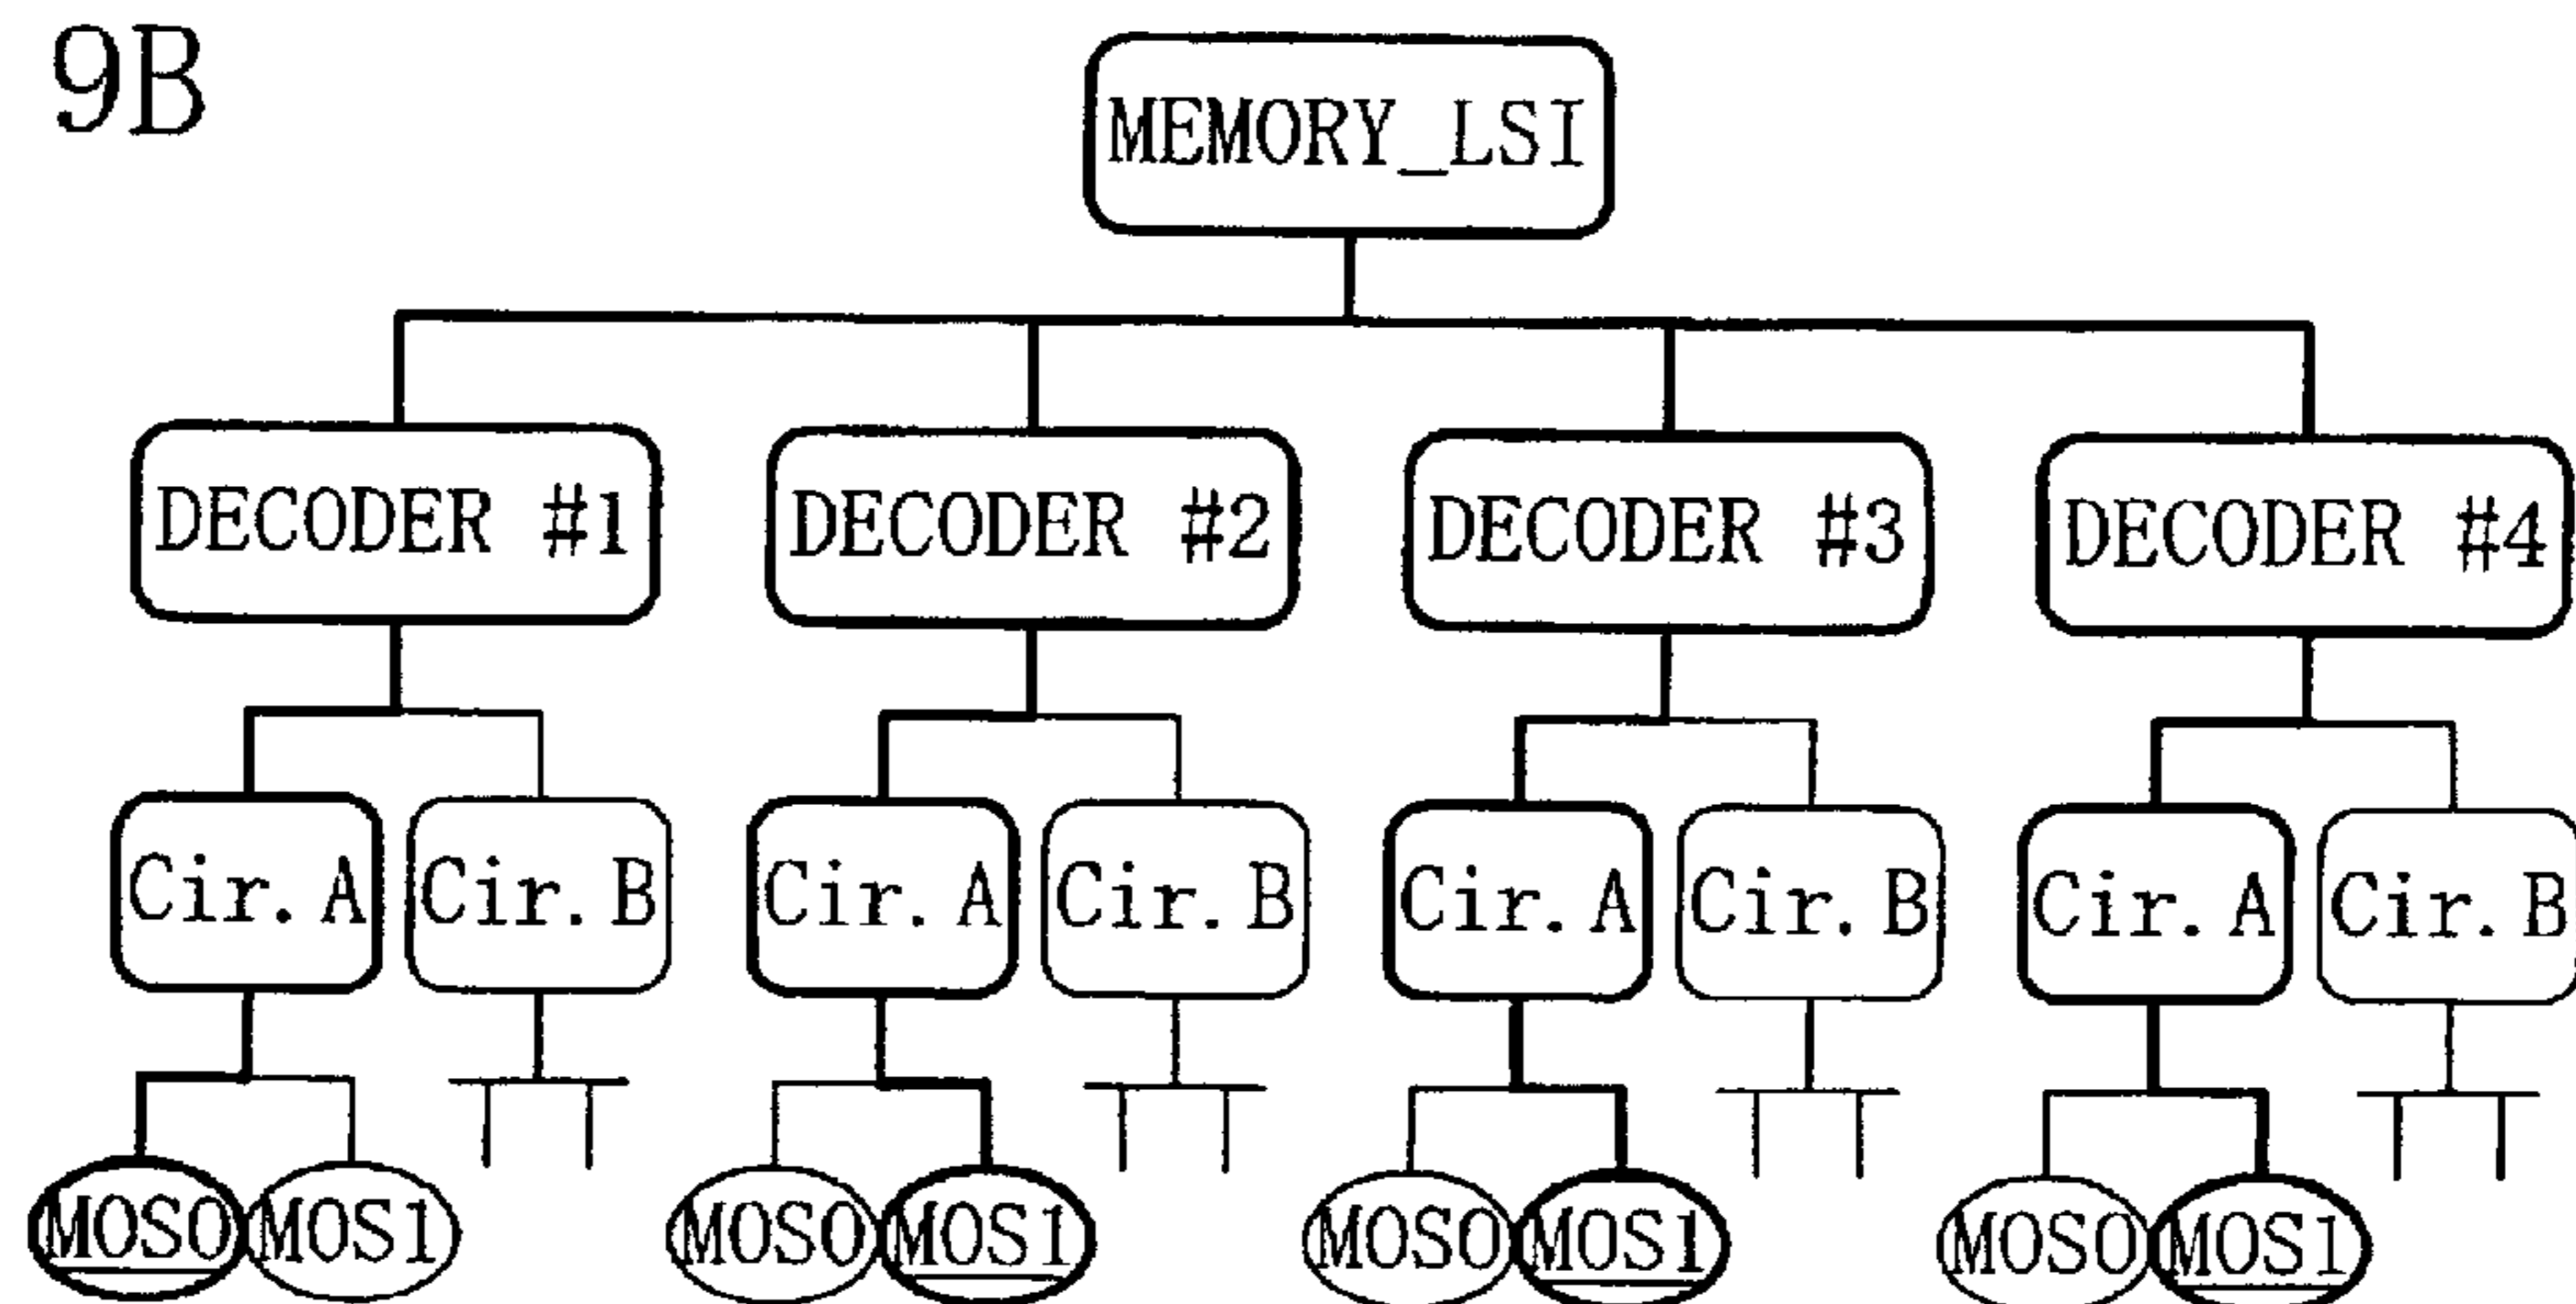 9B
MEMORY_LSI
DECODER #1 DECODER #2 DECODER #3 DECODER #4
Cir. A Cir. B Cir. A Cir. B Cir. A Cir. B Cir. A Cir. B
MOS0 MOS1 MOS0 MOS1 MOS0 MOS1 MOS0 MOS1